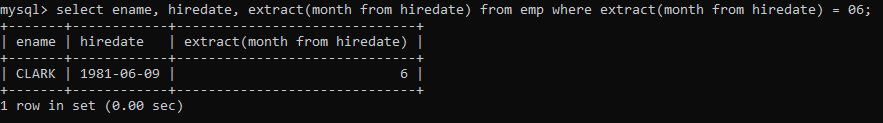 mysql> select ename, hiredate, extract(month from hiredate) from emp where extract(month from hiredate) = 06;
+-------+------------+------------------------------+
| ename | hiredate   | extract(month from hiredate) |
+-------+------------+------------------------------+
| CLARK | 1981-06-09 |                            6 |
+-------+------------+------------------------------+
1 row in set (0.00 sec)